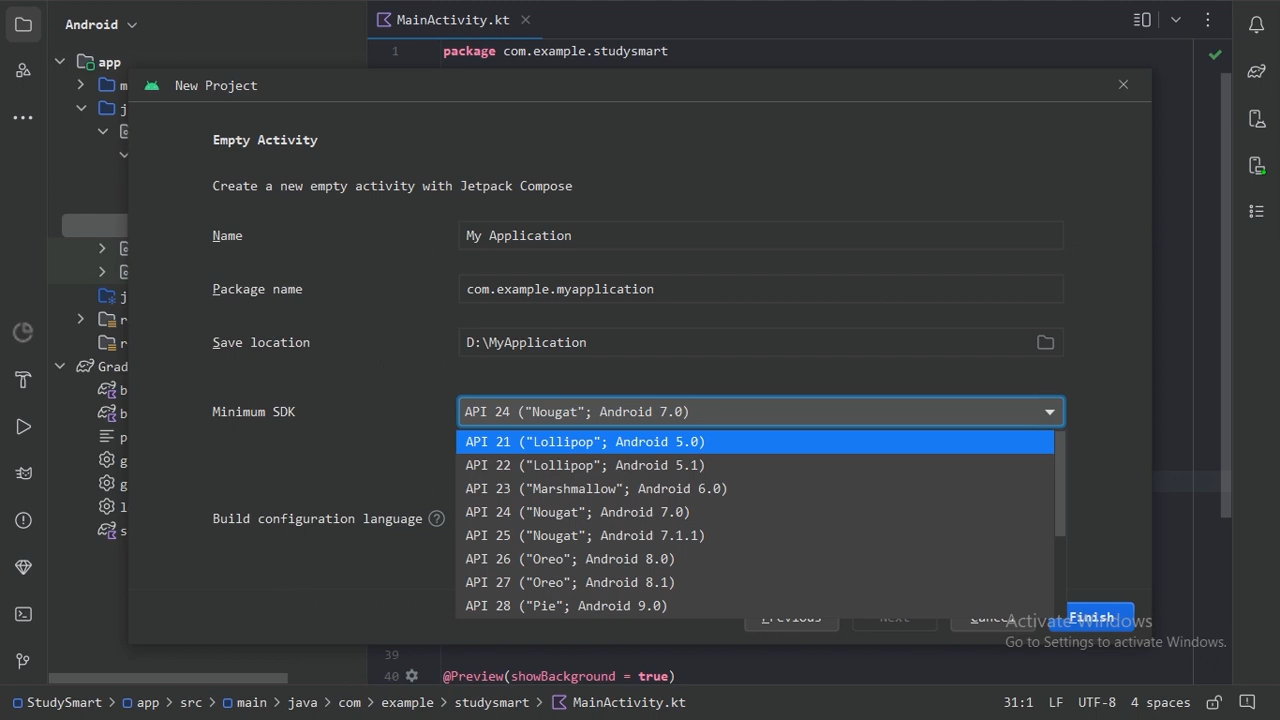 Android
MainActivity.kt
1 package com.example.studysmart
app
m
j
New Project
Empty Activity
Create a new empty activity with Jetpack Compose
Name
My Application
Package name
com.example.myapplication
Save location
D:\MyApplication
j
r
r
Grad
b
b
p
g
g
l
s
Minimum SDK
API 24 ("Nougat"; Android 7.0)
API 21 ("Lollipop"; Android 5.0)
API 22 ("Lollipop"; Android 5.1)
API 23 ("Marshmallow"; Android 6.0)
API 24 ("Nougat"; Android 7.0)
API 25 ("Nougat"; Android 7.1.1)
API 26 ("Oreo"; Android 8.0)
API 27 ("Oreo"; Android 8.1)
API 28 ("Pie"; Android 9.0)
Build configuration language
Previous Next Cancel Finish
Activate Windows
Go to Settings to activate Windows.
39
40 @Preview(showBackground = true)
StudySmart > app > src > main > java > com > example > studysmart > MainActivity.kt
31:1 LF UTF-8 4 spaces